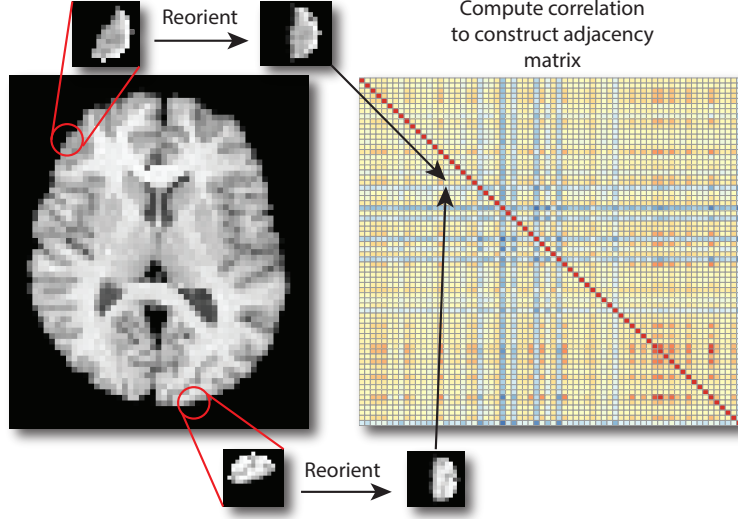 Reorient
Compute correlation
to construct adjacency
matrix
Reorient